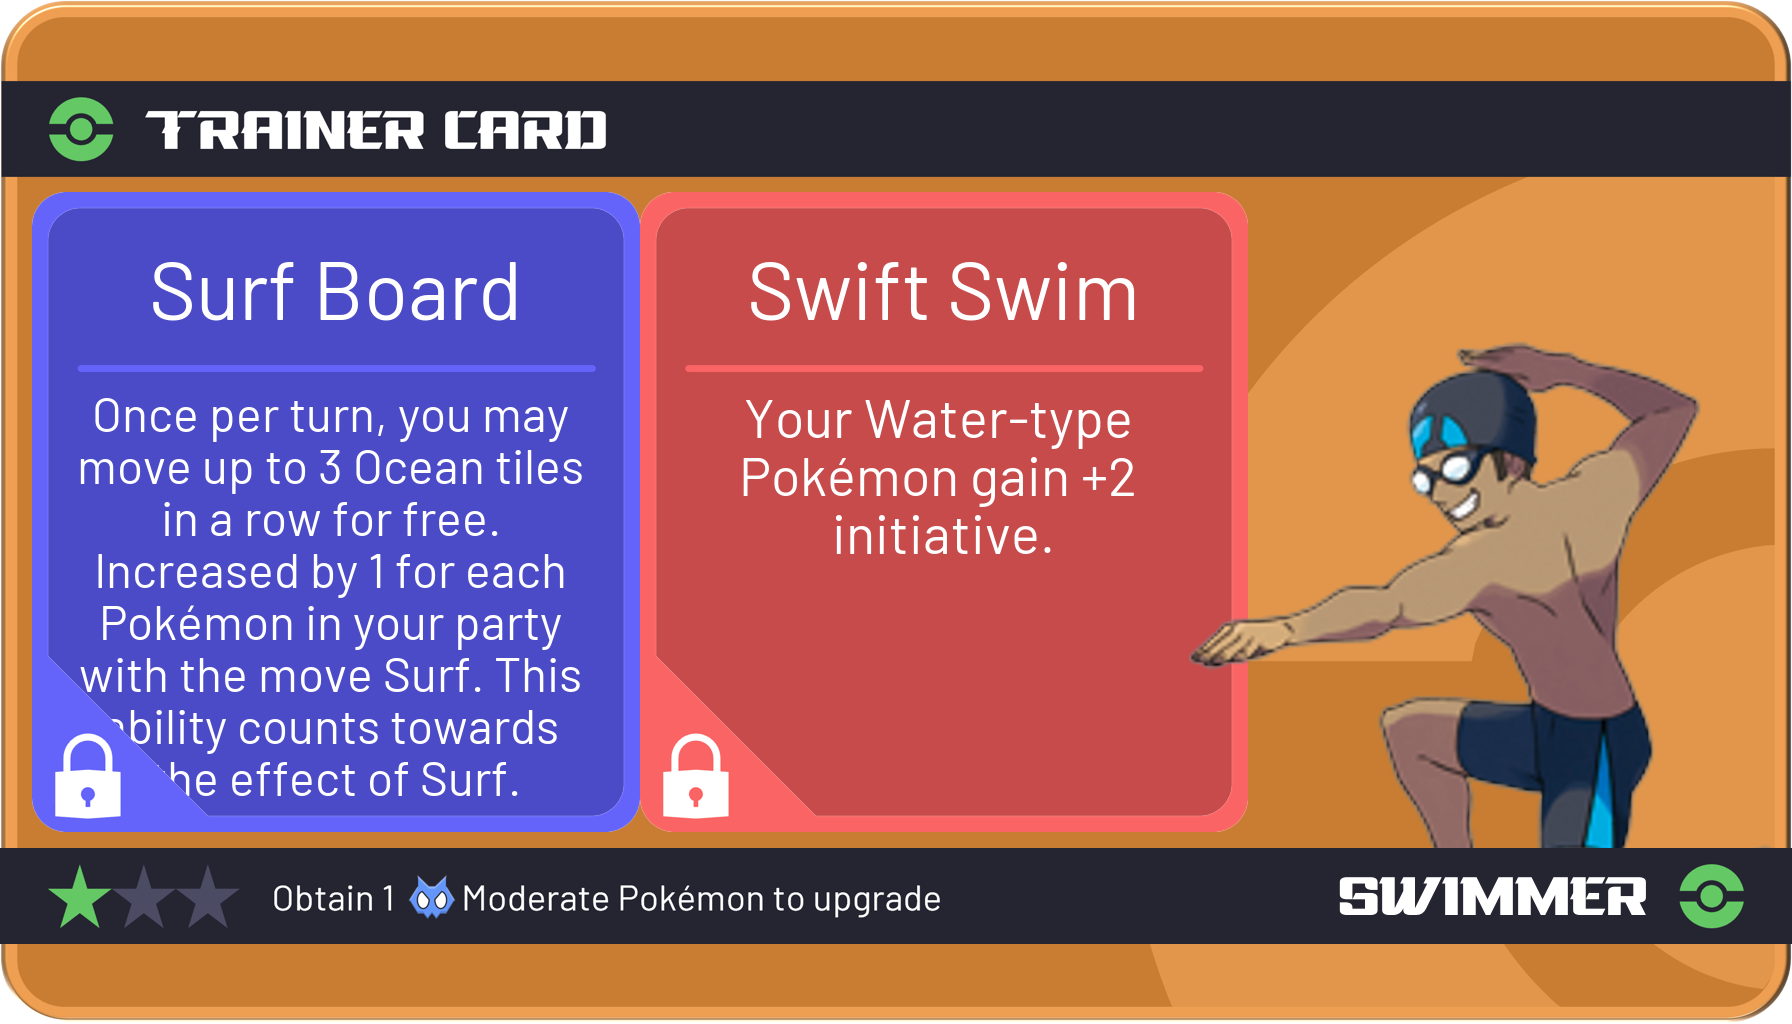 TRAINER CARD
Surf Board
Once per turn, you may
move up to 3 Ocean tiles
in a row for free.
Increased by 1 for each
Pokémon in your party
with the move Surf. This
ability counts towards
the effect of Surf.
Swift Swim
Your Water-type
Pokémon gain +2
initiative.
Obtain 1 Moderate Pokémon to upgrade
SWIMMER